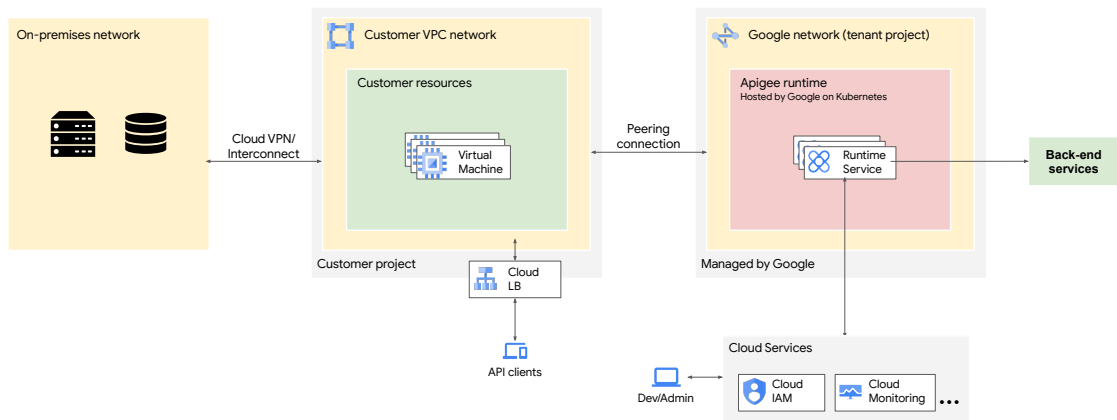 On-premises network
Cloud VPN/
Interconnect
Customer VPC network
Customer resources
Virtual
Machine
Customer project
Cloud
LB
API clients
Peering
connection
Google network (tenant project)
Apigee runtime
Hosted by Google on Kubernetes
Runtime
Service
Managed by Google
Back-end
services
Cloud Services
Dev/Admin
Cloud
IAM
Cloud
Monitoring
...